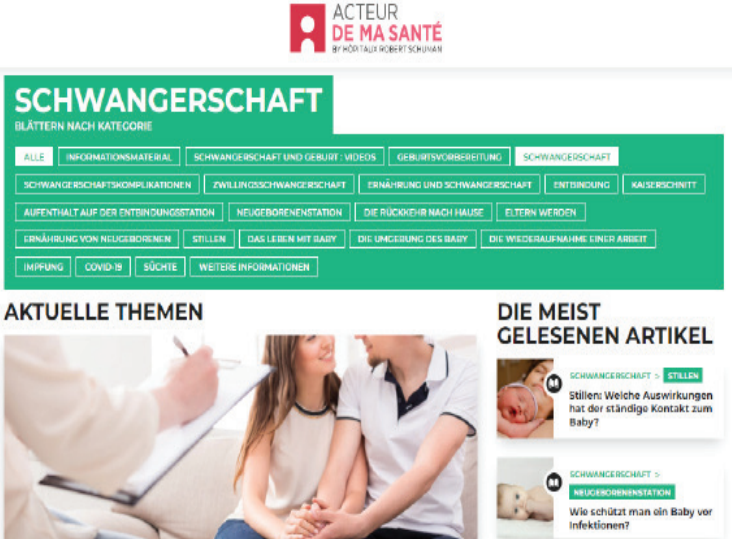 ACTEUR
DE MA SANTÉ
BY HÔPITAUX ROBERT SCHUMAN
SCHWANGERSCHAFT
BLÄTTERN NACH KATEGORIE
ALLE INFORMATIONSMATERIAL SCHWANGERSCHAFT UND GEBURT : VIDEOS GEBURTSVORBEREITUNG SCHWANGERSCHAFT
SCHWANGERSCHAFTSKOMPLIKATIONEN ZWILLINGSSCHWANGERSCHAFT ERNÄHRUNG UND SCHWANGERSCHAFT ENTBINDUNG KAISERSCHNITT
AUFENTHALT AUF DER ENTBINDUNGSSTATION NEUGEBORENENSTATION DIE RÜCKKEHR NACH HAUSE ELTERN WERDEN
ERNÄHRUNG VON NEUGEBORENEN STILLEN DAS LEBEN MIT BABY DIE UMGEBUNG DES BABY DIE WIEDERAUFNAHME EINER ARBEIT
IMPFUNG COVID-19 SÜCHTE WEITERE INFORMATIONEN
AKTUELLE THEMEN
DIE MEIST
GELESENEN ARTIKEL
SCHWANGERSCHAFT > STILLEN
Stillen: Welche Auswirkungen
hat der ständige Kontakt zum
Baby?
SCHWANGERSCHAFT >
NEUGEBORENENSTATION
Wie schützt man ein Baby vor
Infektionen?